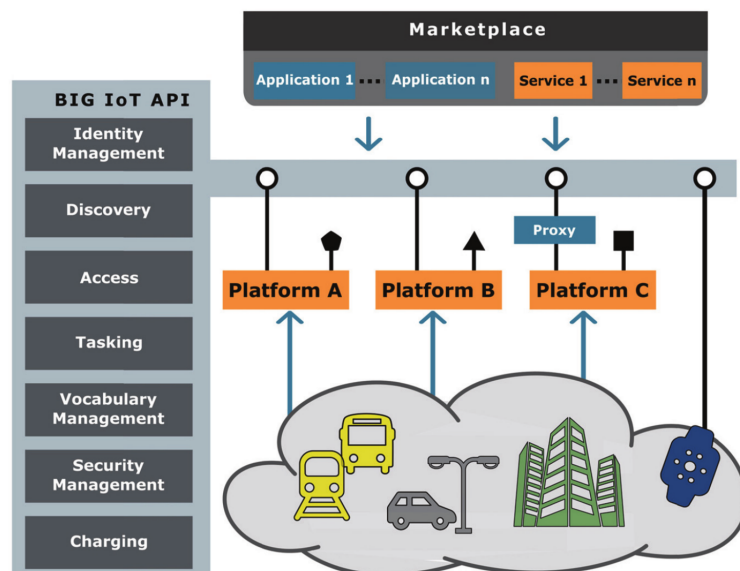 Marketplace
Application 1 ... Application n Service 1 ... Service n
BIG IoT API
Identity
Management
Discovery
Access
Tasking
Vocabulary
Management
Security
Management
Charging
Proxy
Platform A Platform B Platform C